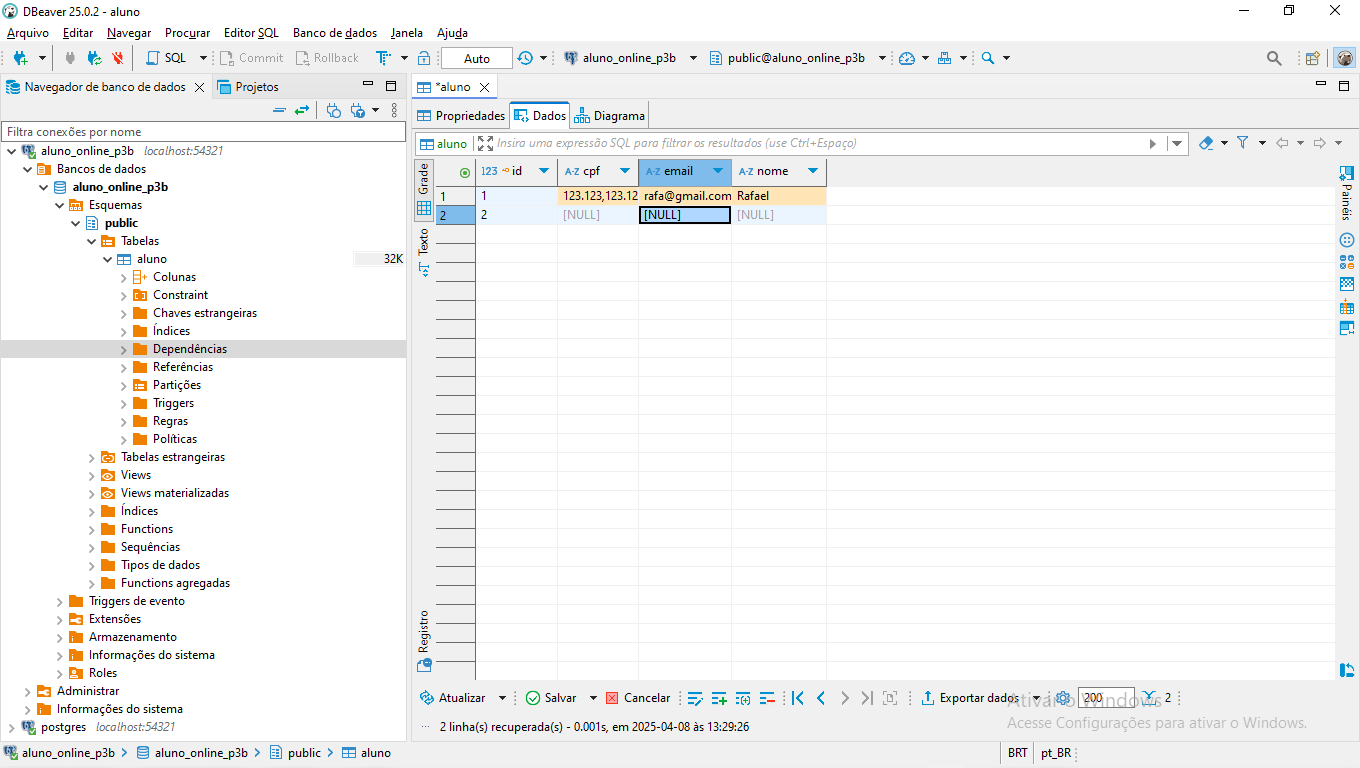 DBeaver 25.0.2 - aluno
Arquivo Editar Navegar Procurar Editor SQL Banco de dados Janela Ajuda
SQL Commit Rollback T Auto aluno_online_p3b public@aluno_online_p3b
Navegador de banco de dados Projetos
Filtra conexões por nome
aluno_online_p3b localhost:54321
Bancos de dados
aluno_online_p3b
Esquemas
public
Tabelas
aluno 32K
Colunas
Constraint
Chaves estrangeiras
Índices
Dependências
Referências
Partições
Triggers
Regras
Políticas
Tabelas estrangeiras
Views
Views materializadas
Índices
Functions
Sequências
Tipos de dados
Functions agregadas
Triggers de evento
Extensões
Armazenamento
Informações do sistema
Roles
Administrar
Informações do sistema
postgres localhost:54321
*aluno
Propriedades Dados Diagrama
aluno Insira uma expressão SQL para filtrar os resultados (use Ctrl+Espaço)
Grade
Texto
Registro
123 id A-Z cpf A-Z email A-Z nome
1 1 123.123,123.12 rafa@gmail.com Rafael
2 2 [NULL] [NULL] [NULL]
Painéis
Atualizar Salvar Cancelar Exportar dados 200 2
2 linha(s) recuperada(s) - 0.001s, em 2025-04-08 às 13:29:26
Ativar o Windows
Acesse Configurações para ativar o Windows.
aluno_online_p3b aluno_online_p3b public aluno BRT pt_BR